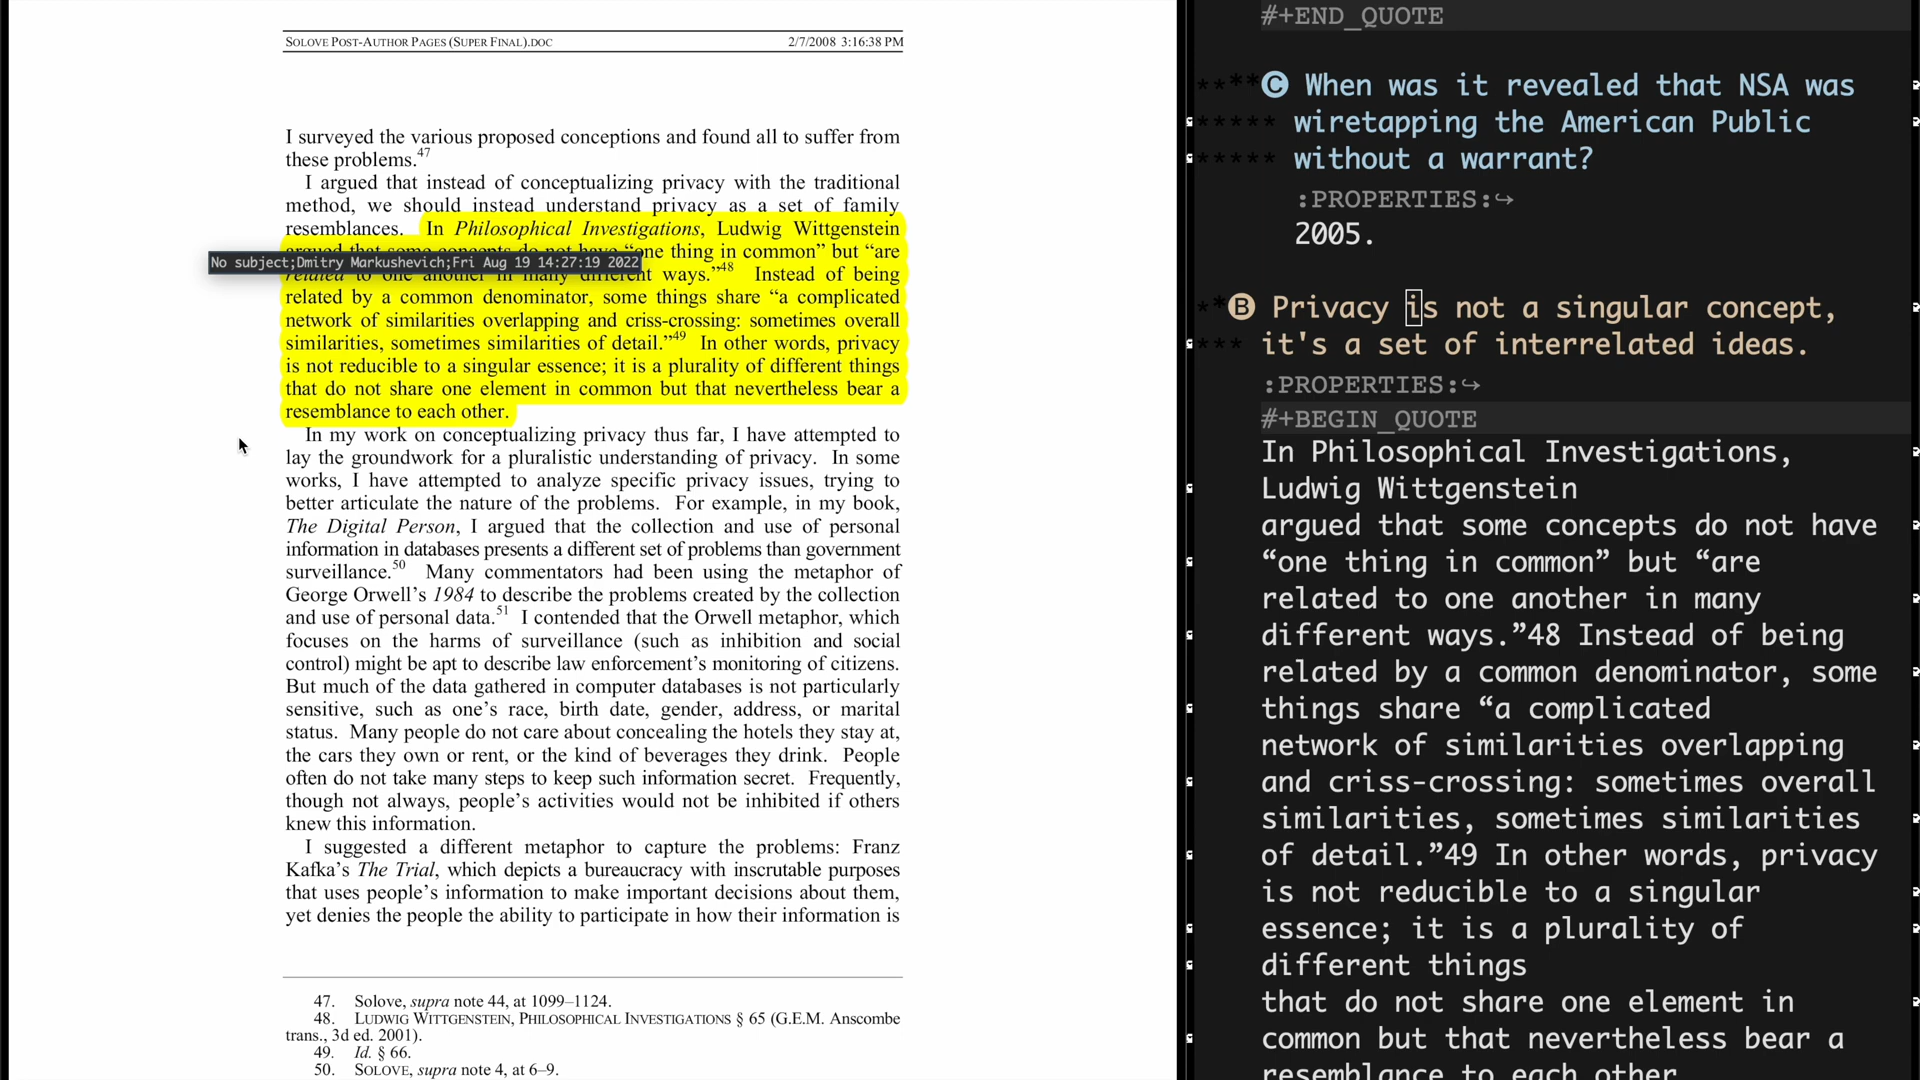 SOLOVE POST-AUTHOR PAGES (SUPER FINAL).DOC 2/7/2008 3:16:38 PM
I surveyed the various proposed conceptions and found all to suffer from
these problems.47
I argued that instead of conceptualizing privacy with the traditional
method, we should instead understand privacy as a set of family
resemblances. In Philosophical Investigations, Ludwig Wittgenstein
argued that some concepts do not have “one thing in common” but “are
No subject;Dmitry Markushevich;Fri Aug 19 14:27:19 2022
related to one another in many different ways.”48 Instead of being
related by a common denominator, some things share “a complicated
network of similarities overlapping and criss-crossing: sometimes overall
similarities, sometimes similarities of detail.”49 In other words, privacy
is not reducible to a singular essence; it is a plurality of different things
that do not share one element in common but that nevertheless bear a
resemblance to each other.
In my work on conceptualizing privacy thus far, I have attempted to
lay the groundwork for a pluralistic understanding of privacy. In some
works, I have attempted to analyze specific privacy issues, trying to
better articulate the nature of the problems. For example, in my book,
The Digital Person, I argued that the collection and use of personal
information in databases presents a different set of problems than government
surveillance.50 Many commentators had been using the metaphor of
George Orwell’s 1984 to describe the problems created by the collection
and use of personal data.51 I contended that the Orwell metaphor, which
focuses on the harms of surveillance (such as inhibition and social
control) might be apt to describe law enforcement’s monitoring of citizens.
But much of the data gathered in computer databases is not particularly
sensitive, such as one’s race, birth date, gender, address, or marital
status. Many people do not care about concealing the hotels they stay at,
the cars they own or rent, or the kind of beverages they drink. People
often do not take many steps to keep such information secret. Frequently,
though not always, people’s activities would not be inhibited if others
knew this information.
I suggested a different metaphor to capture the problems: Franz
Kafka’s The Trial, which depicts a bureaucracy with inscrutable purposes
that uses people’s information to make important decisions about them,
yet denies the people the ability to participate in how their information is
47. Solove, supra note 44, at 1099–1124.
48. LUDWIG WITTGENSTEIN, PHILOSOPHICAL INVESTIGATIONS § 65 (G.E.M. Anscombe
trans., 3d ed. 2001).
49. Id. § 66.
50. SOLOVE, supra note 4, at 6–9.
#+END_QUOTE
****C When was it revealed that NSA was
***** wiretapping the American Public
***** without a warrant?
:PROPERTIES:↪
2005.
**B Privacy is not a singular concept,
*** it's a set of interrelated ideas.
:PROPERTIES:↪
#+BEGIN_QUOTE
In Philosophical Investigations,
Ludwig Wittgenstein
argued that some concepts do not have
“one thing in common” but “are
related to one another in many
different ways.”48 Instead of being
related by a common denominator, some
things share “a complicated
network of similarities overlapping
and criss-crossing: sometimes overall
similarities, sometimes similarities
of detail.”49 In other words, privacy
is not reducible to a singular
essence; it is a plurality of
different things
that do not share one element in
common but that nevertheless bear a
resemblance to each other